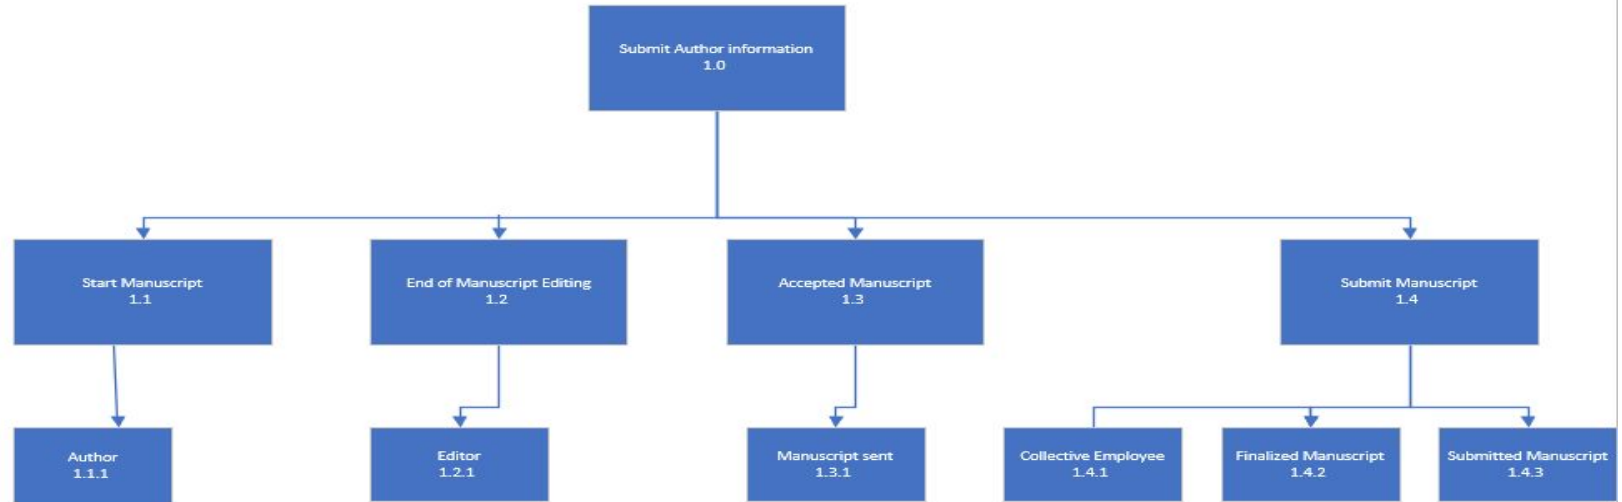 Submit Author information
1.0
Start Manuscript
1.1
End of Manuscript Editing
1.2
Accepted Manuscript
1.3
Submit Manuscript
1.4
Author
1.1.1
Editor
1.2.1
Manuscript sent
1.3.1
Collective Employee
1.4.1
Finalized Manuscript
1.4.2
Submitted Manuscript
1.4.3